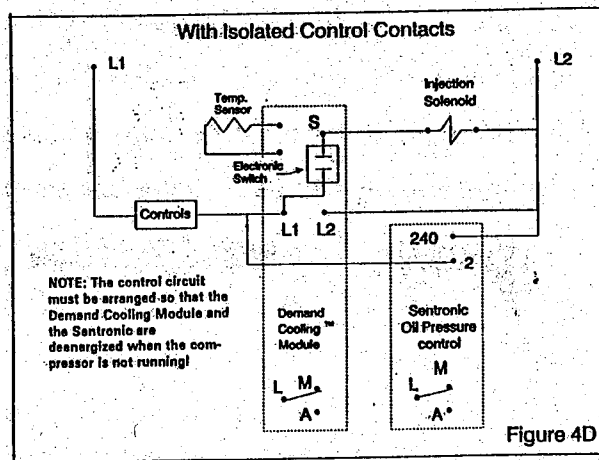 With Isolated Control Contacts
L1
L2
Temp.
Sensor
Injection
Solenoid
S
Electronic
Switch
Controls
L1 L2
240
2
NOTE: The control circuit
must be arranged so that the
Demand Cooling Module and
the Sentronic are
deenergized when the com-
pressor is not running!
Demand
Cooling™
Module
Sentronic
Oil Pressure
control
L M
A
M
L
A
Figure 4D